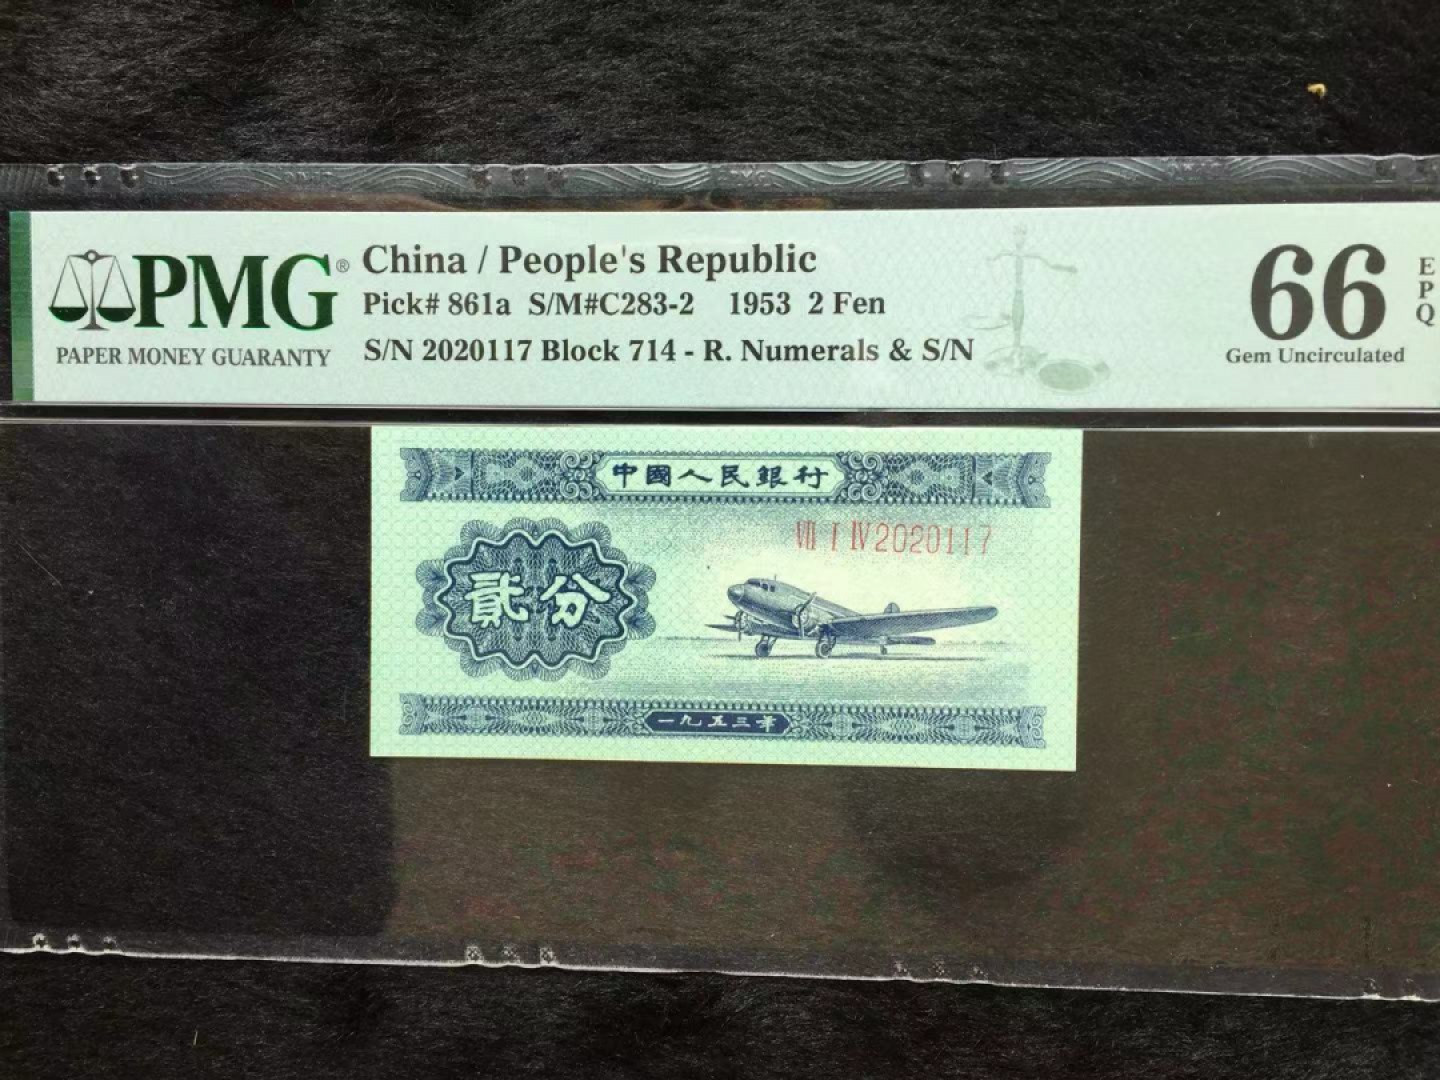 PMG®
PAPER MONEY GUARANTY
China / People's Republic
Pick# 861a S/M#C283-2 1953 2 Fen
S/N 2020117 Block 714 - R. Numerals & S/N
66
EPQ
Gem Uncirculated
中國人民銀行
VII I IV 2020117
貳分
一九五三年